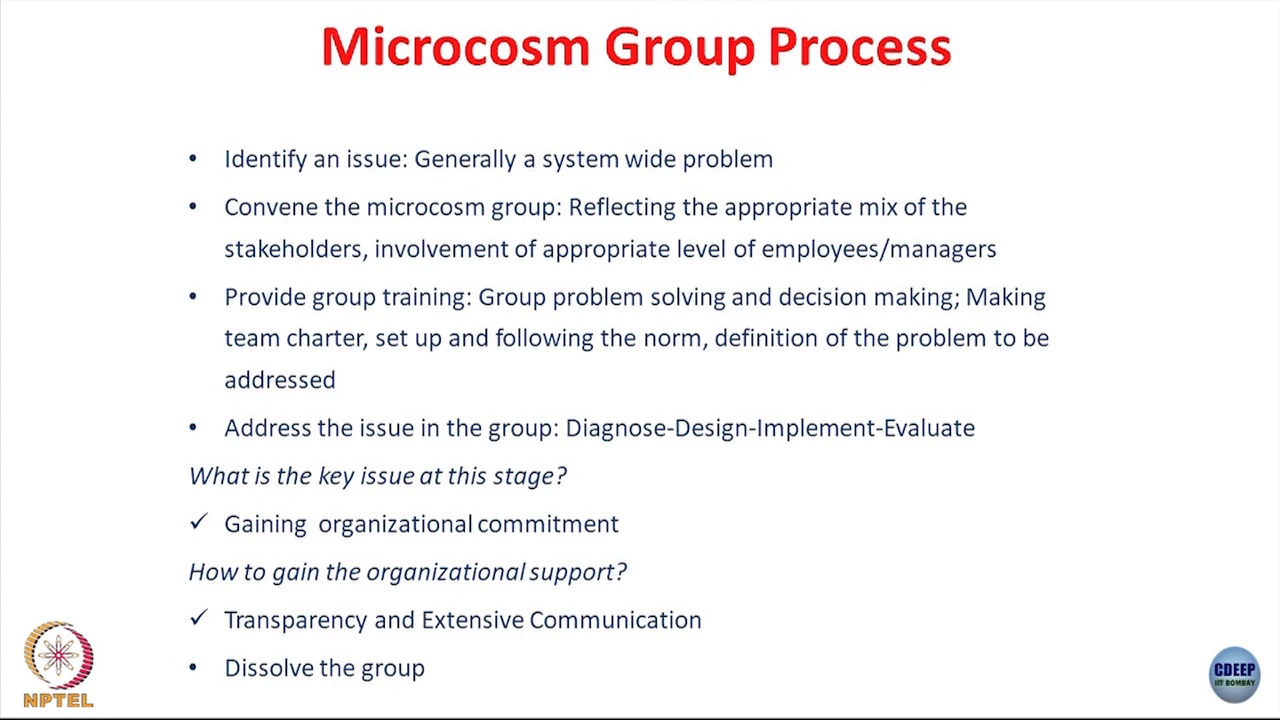 Microcosm Group Process
• Identify an issue: Generally a system wide problem
• Convene the microcosm group: Reflecting the appropriate mix of the
stakeholders, involvement of appropriate level of employees/managers
• Provide group training: Group problem solving and decision making; Making
team charter, set up and following the norm, definition of the problem to be
addressed
• Address the issue in the group: Diagnose-Design-Implement-Evaluate
What is the key issue at this stage?
✓ Gaining organizational commitment
How to gain the organizational support?
✓ Transparency and Extensive Communication
• Dissolve the group
NPTEL
CDEEP
IIT BOMBAY